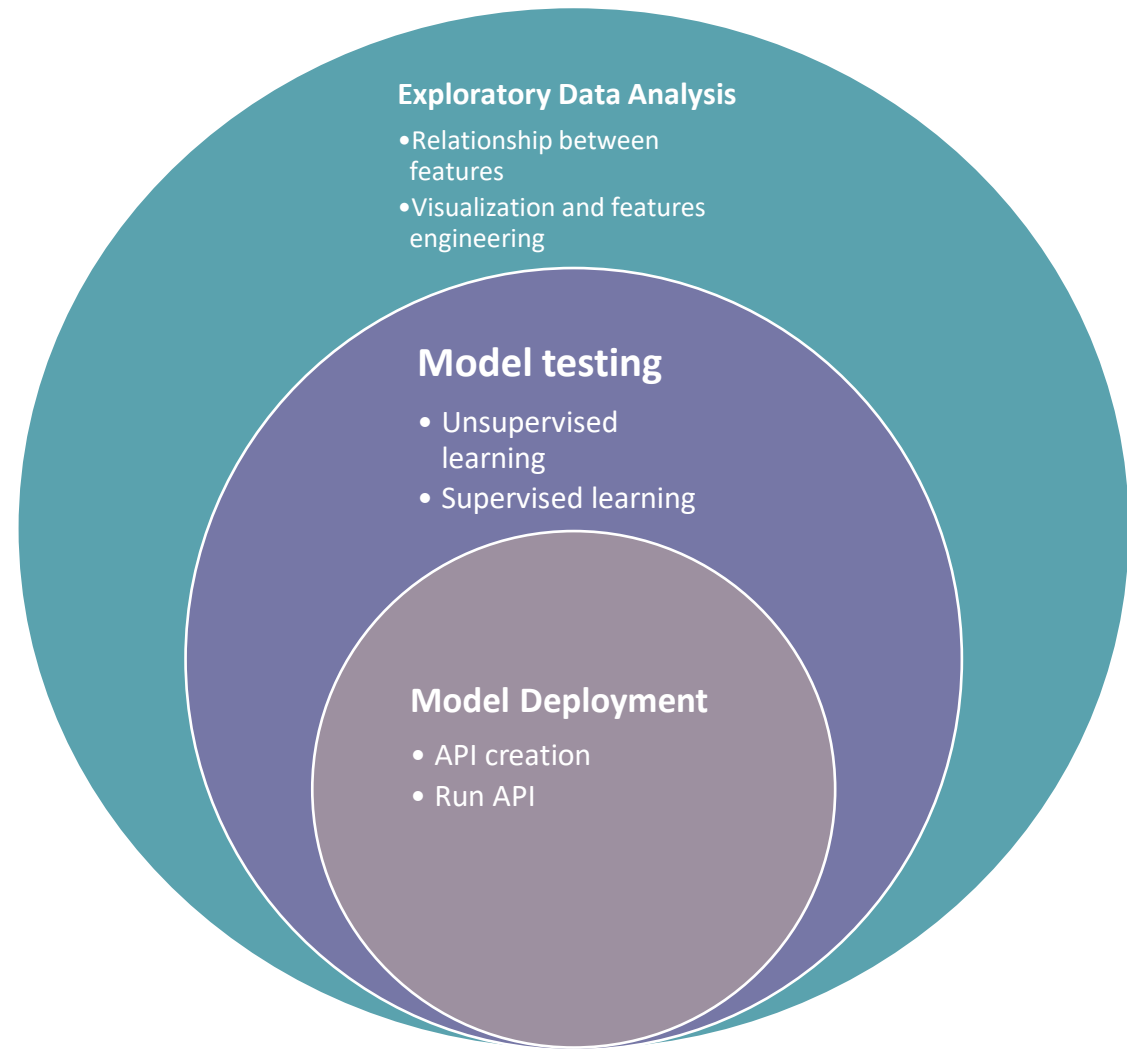 Exploratory Data Analysis
•Relationship between
features
•Visualization and features
engineering
Model testing
• Unsupervised
learning
• Supervised learning
Model Deployment
• API creation
• Run API